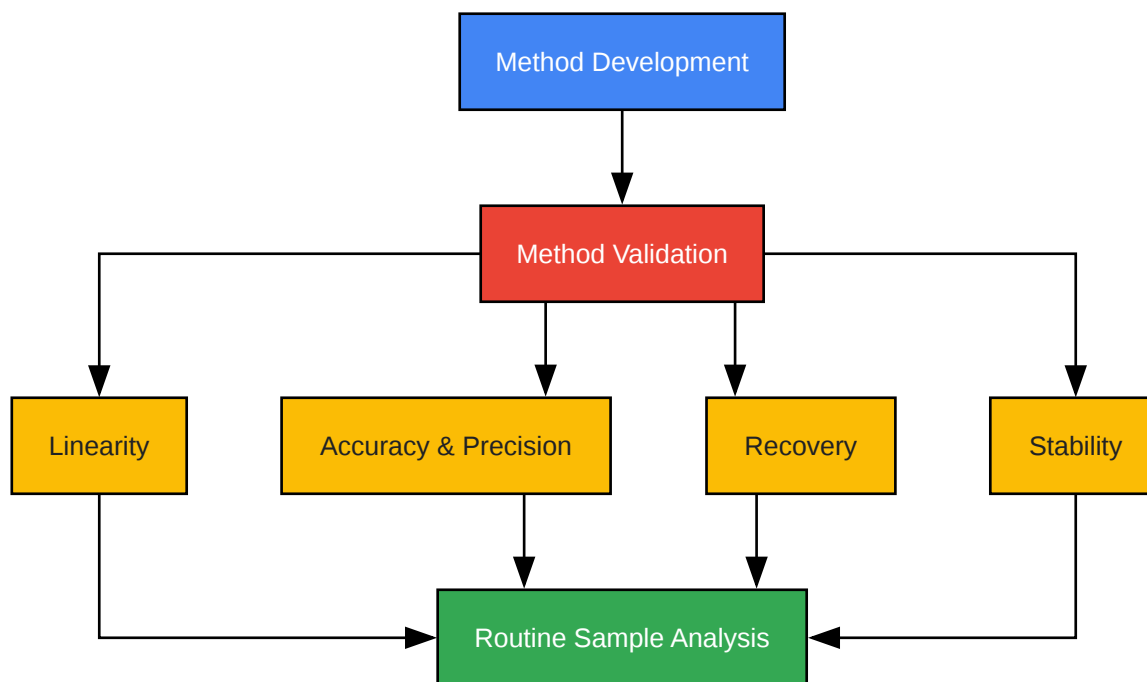 Method Development
Method Validation
Linearity
Accuracy & Precision
Recovery
Stability
Routine Sample Analysis